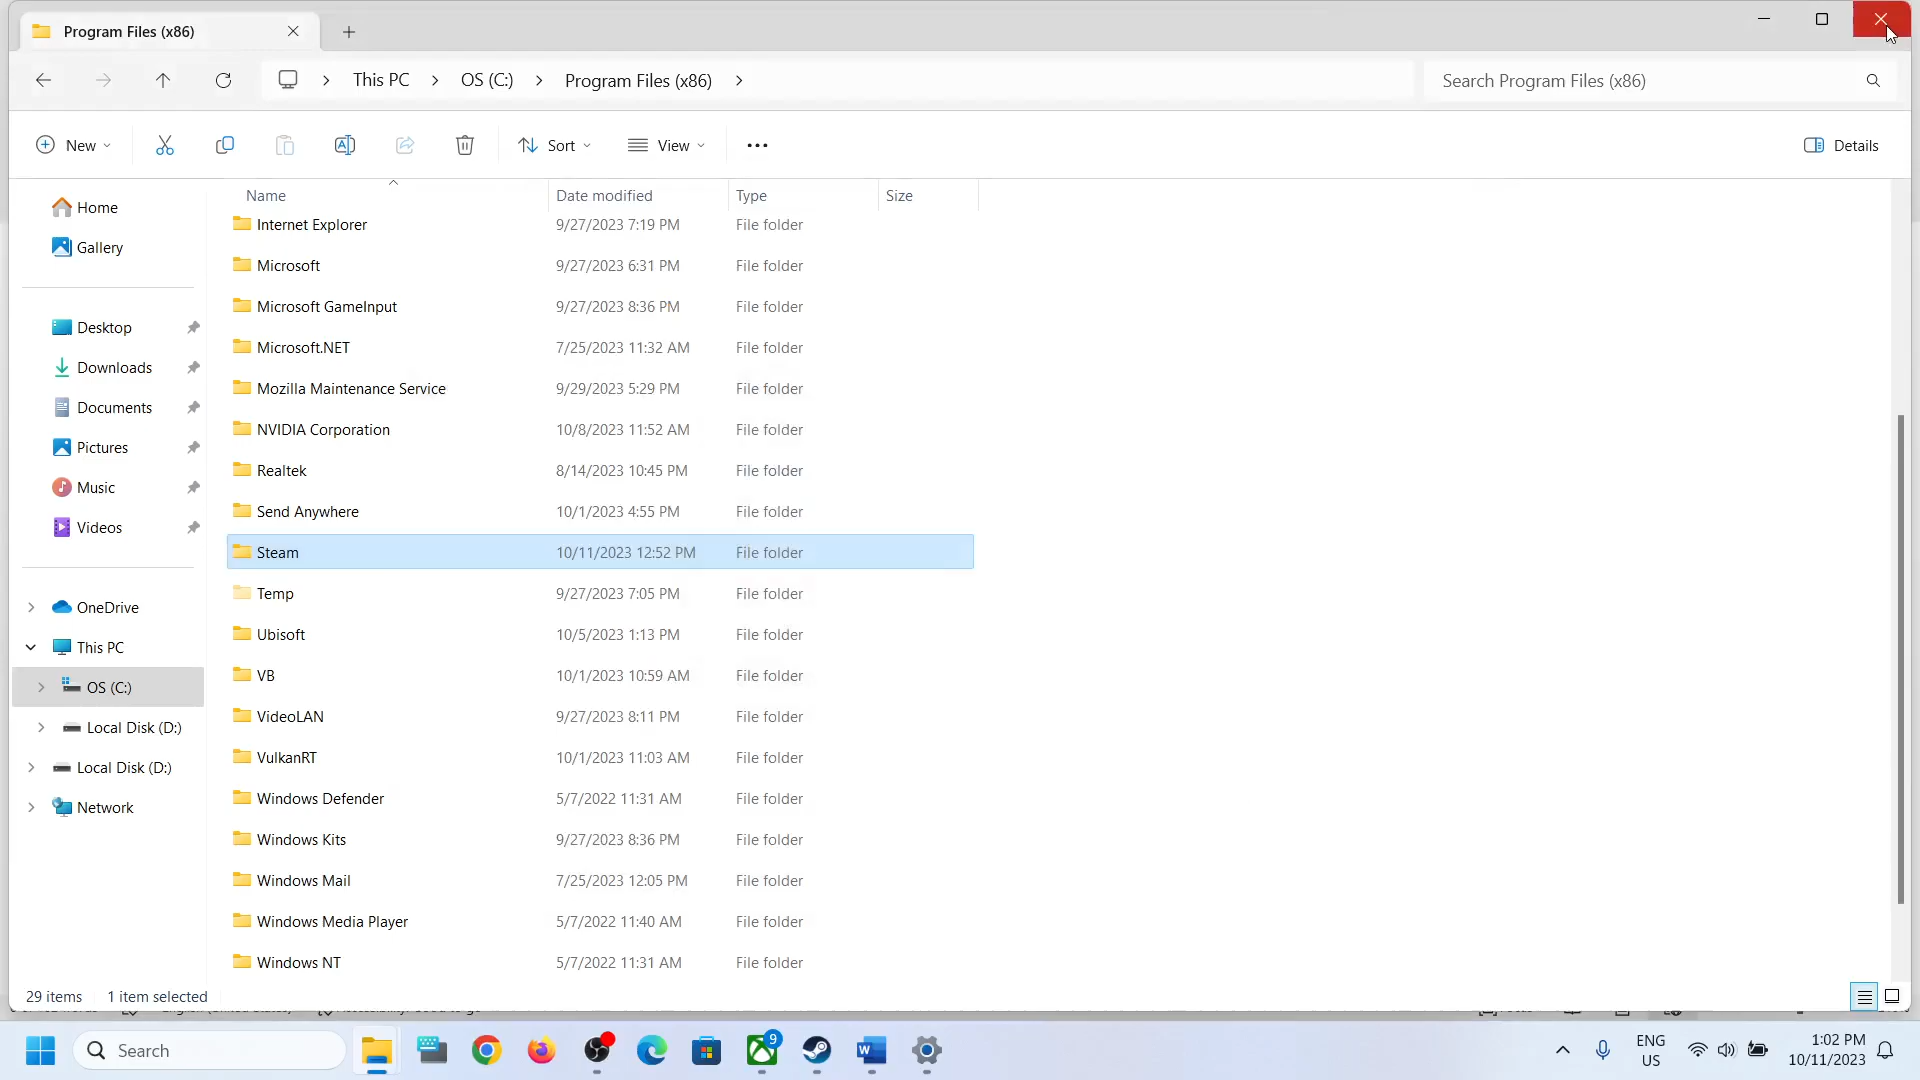 Program Files (x86)
This PC > OS (C:) > Program Files (x86) >
Search Program Files (x86)
New
Sort
View
Details
Name Date modified Type Size
Home
Gallery
Desktop
Downloads
Documents
Pictures
Music
Videos
OneDrive
This PC
OS (C:)
Local Disk (D:)
Local Disk (D:)
Network
Internet Explorer 9/27/2023 7:19 PM File folder
Microsoft 9/27/2023 6:31 PM File folder
Microsoft GameInput 9/27/2023 8:36 PM File folder
Microsoft.NET 7/25/2023 11:32 AM File folder
Mozilla Maintenance Service 9/29/2023 5:29 PM File folder
NVIDIA Corporation 10/8/2023 11:52 AM File folder
Realtek 8/14/2023 10:45 PM File folder
Send Anywhere 10/1/2023 4:55 PM File folder
Steam 10/11/2023 12:52 PM File folder
Temp 9/27/2023 7:05 PM File folder
Ubisoft 10/5/2023 1:13 PM File folder
VB 10/1/2023 10:59 AM File folder
VideoLAN 9/27/2023 8:11 PM File folder
VulkanRT 10/1/2023 11:03 AM File folder
Windows Defender 5/7/2022 11:31 AM File folder
Windows Kits 9/27/2023 8:36 PM File folder
Windows Mail 7/25/2023 12:05 PM File folder
Windows Media Player 5/7/2022 11:40 AM File folder
Windows NT 5/7/2022 11:31 AM File folder
29 items 1 item selected
Search
9
ENG
US
1:02 PM
10/11/2023